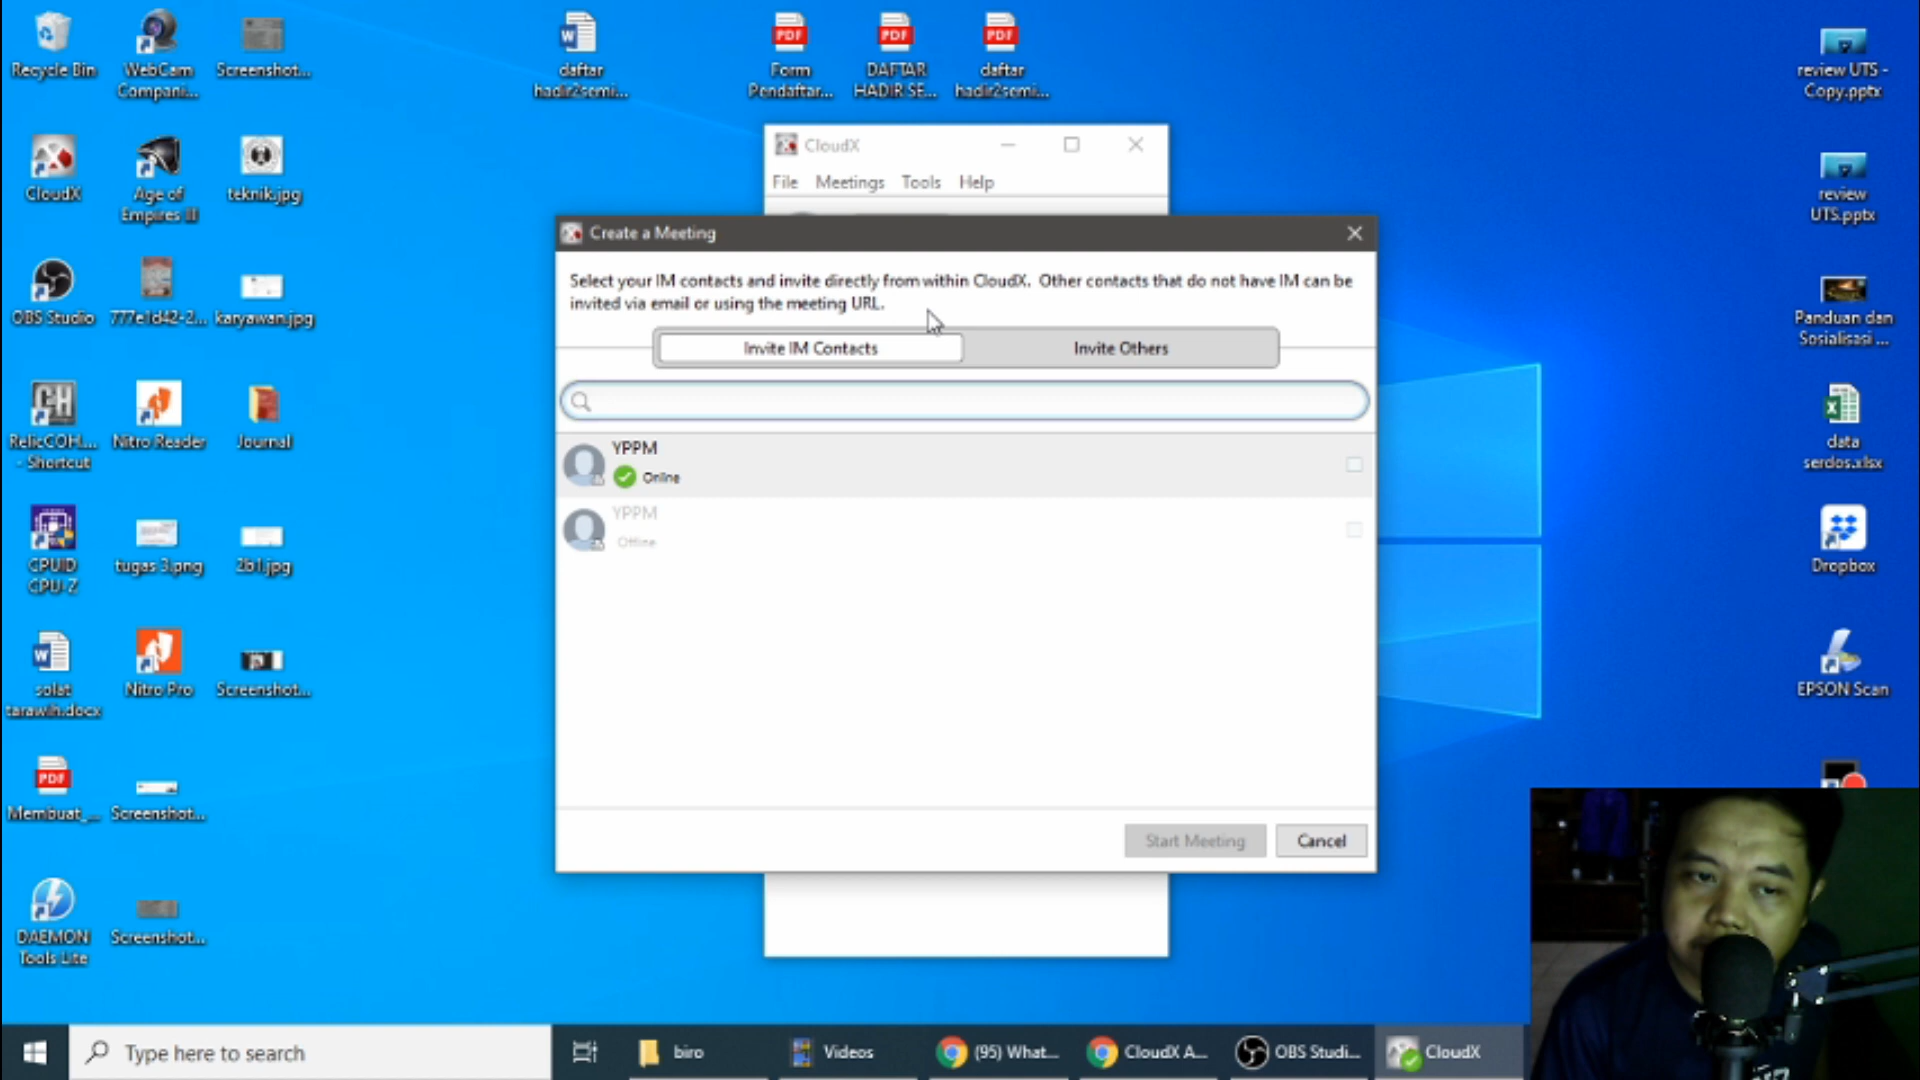 Recycle Bin
WebCam
Compani...
Screenshot...
daftar
hadir2semi...
PDF
Form
Pendaftar...
PDF
DAFTAR
HADIR SE...
PDF
daftar
hadir2semi...
review UTS -
Copy.pptx
CloudX
Age of
Empires III
teknik.jpg
review
UTS.pptx
OBS Studio
777e1d42-2...
karyawan.jpg
Panduan dan
Sosialisasi ...
RelicCOH...
- Shortcut
Nitro Reader
Journal
data
serdos.xlsx
CPUID
CPU-Z
tugas 3.png
2b1.jpg
Dropbox
solat
tarawih.docx
Nitro Pro
Screenshot...
EPSON Scan
PDF
Membuat_...
Screenshot...
DAEMON
Tools Lite
Screenshot...
CloudX
File Meetings Tools Help
Create a Meeting
Select your IM contacts and invite directly from within CloudX. Other contacts that do not have IM can be
invited via email or using the meeting URL.
Invite IM Contacts
Invite Others
YPPM
Online
YPPM
Offline
Start Meeting
Cancel
Type here to search
biro
Videos
(95) What...
CloudX A...
OBS Studi...
CloudX